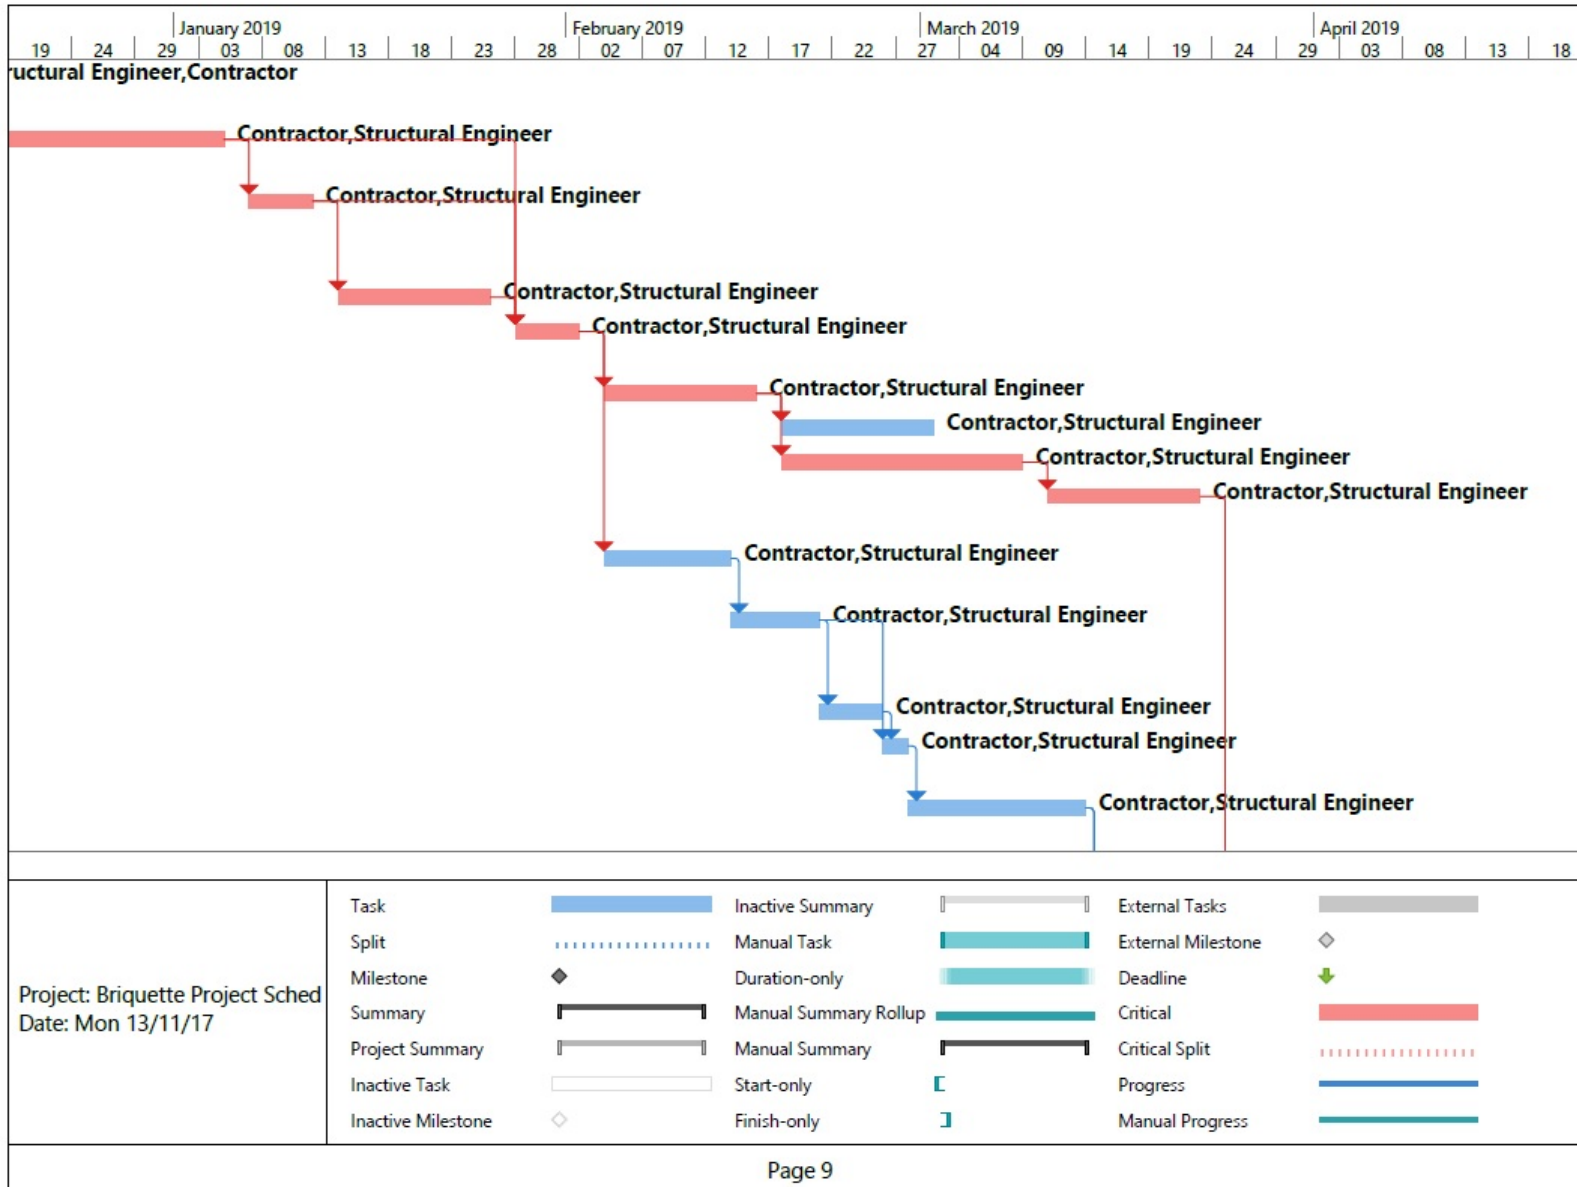 January 2019 February 2019 March 2019 April 2019
19 24 29 03 08 13 18 23 28 02 07 12 17 22 27 04 09 14 19 24 29 03 08 13 18
ructural Engineer,Contractor
Contractor,Structural Engineer
Contractor,Structural Engineer
Contractor,Structural Engineer
Contractor,Structural Engineer
Contractor,Structural Engineer
Contractor,Structural Engineer
Contractor,Structural Engineer
Contractor,Structural Engineer
Contractor,Structural Engineer
Contractor,Structural Engineer
Contractor,Structural Engineer
Contractor,Structural Engineer
Contractor,Structural Engineer
Project: Briquette Project Sched
Date: Mon 13/11/17
Task
Split
Milestone
Summary
Project Summary
Inactive Task
Inactive Milestone
Inactive Summary
Manual Task
Duration-only
Manual Summary Rollup
Manual Summary
Start-only
Finish-only
External Tasks
External Milestone
Deadline
Critical
Critical Split
Progress
Manual Progress
Page 9